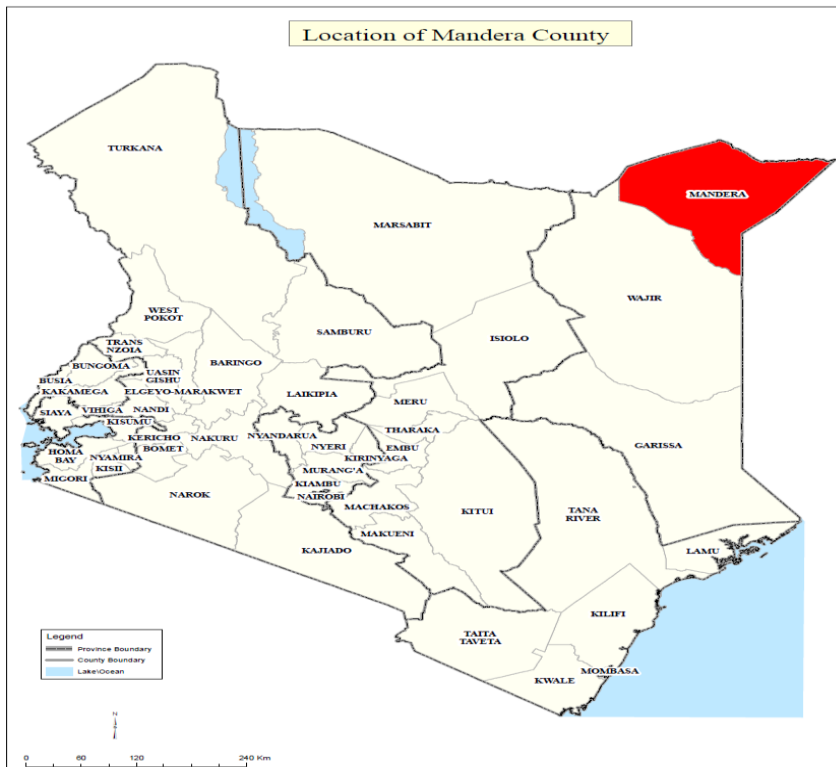 Location of Mandera County
TURKANA
MANDERA
MARSABIT
WAJIR
WEST
POKOT
SAMBURU
ISIOLO
TRANS
NZOIA
BUNGOMA
UASIN
GISHU
BARINGO
BUSIA
KAKAMEGA
ELGEYO-MARAKWET
LAIKIPIA
MERU
SIAYA
VIHIGA
NANDI
KISUMU
THARAKA
KERICHO
NAKURU
NYANDARUA
NYERI
EMBU
GARISSA
HOMA
BAY
NYAMIRA
BOMET
KIRINYAGA
KISII
MURANG'A
MIGORI
KIAMBU
NAROK
NAIROBI
MACHAKOS
KITUI
TANA
RIVER
MAKUENI
KAJIADO
LAMU
KILIFI
TAITA
TAVETA
MOMBASA
KWALE
Legend
Province Boundary
County Boundary
Lake\Ocean
N
0 60 120 240 Km